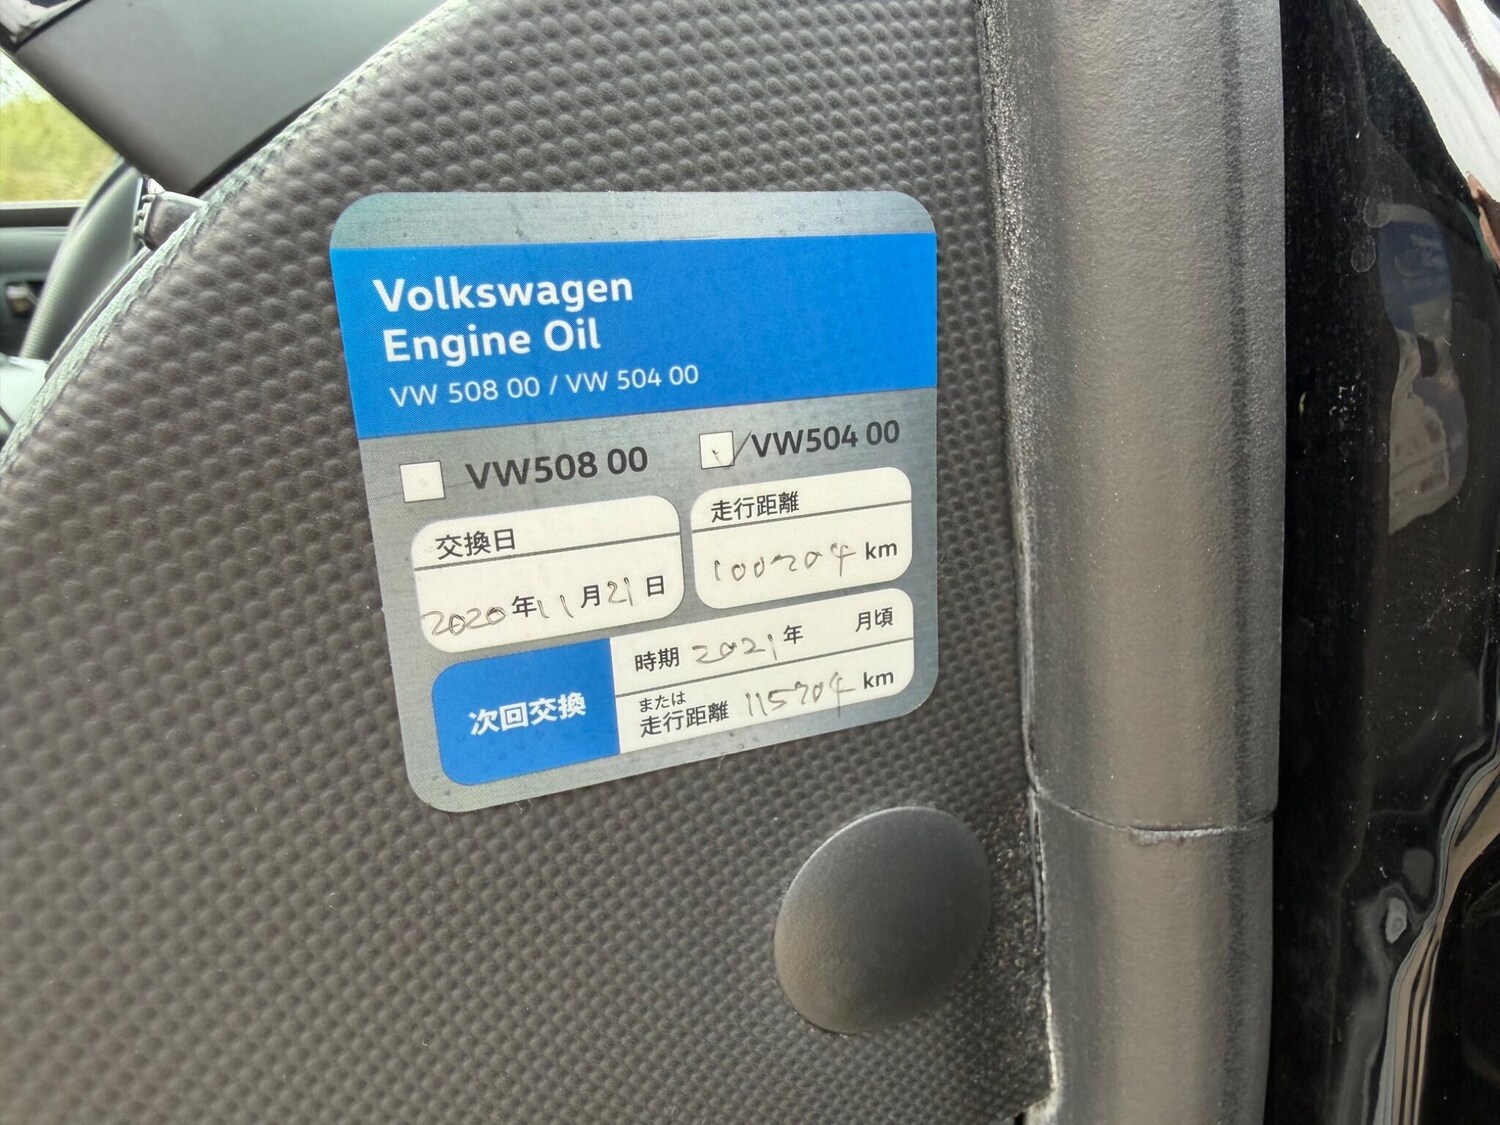 Volkswagen
Engine Oil
VW 508 00 / VW 504 00
VW508 00 VW504 00
交換日
2020年11月21日
走行距離
100704 km
次回交換
時期 2021年 月頃
または
走行距離 115704 km